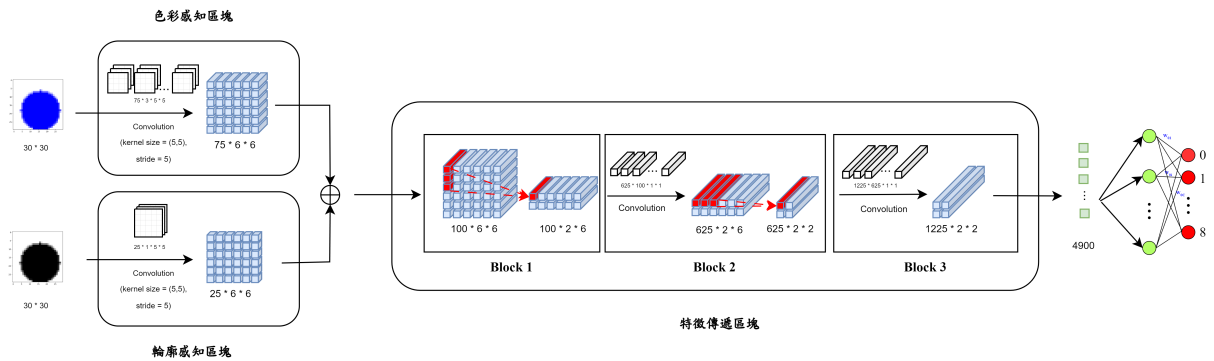 色彩感知區塊
75 * 3 * 5 * 5
Convolution
(kernel size = (5,5),
stride = 5)
75 * 6 * 6
30 * 30
25 * 1 * 5 * 5
Convolution
(kernel size = (5,5),
stride = 5)
25 * 6 * 6
30 * 30
輪廓感知區塊
100 * 6 * 6
100 * 2 * 6
Block 1
625 * 100 * 1 * 1
Convolution
625 * 2 * 6
625 * 2 * 2
Block 2
1225 * 625 * 1 * 1
Convolution
1225 * 2 * 2
Block 3
特徵傳遞區塊
4900
0
1
8